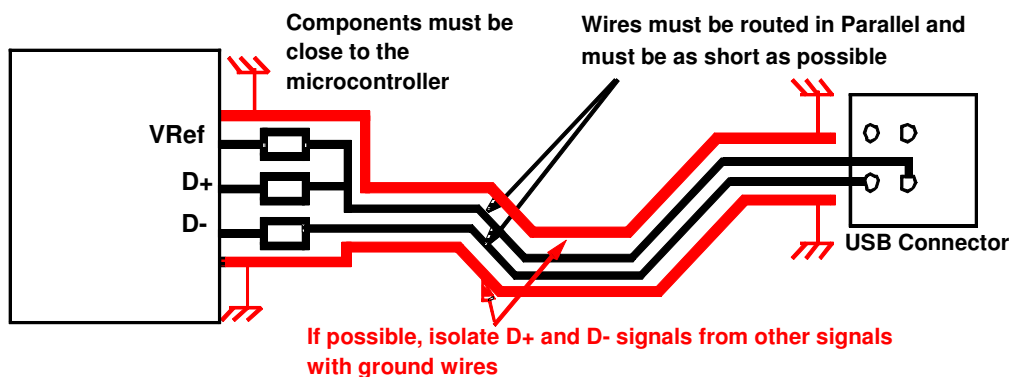 Components must be
close to the
microcontroller
Wires must be routed in Parallel and
must be as short as possible
VRef
D+
D-
USB Connector
If possible, isolate D+ and D- signals from other signals
with ground wires